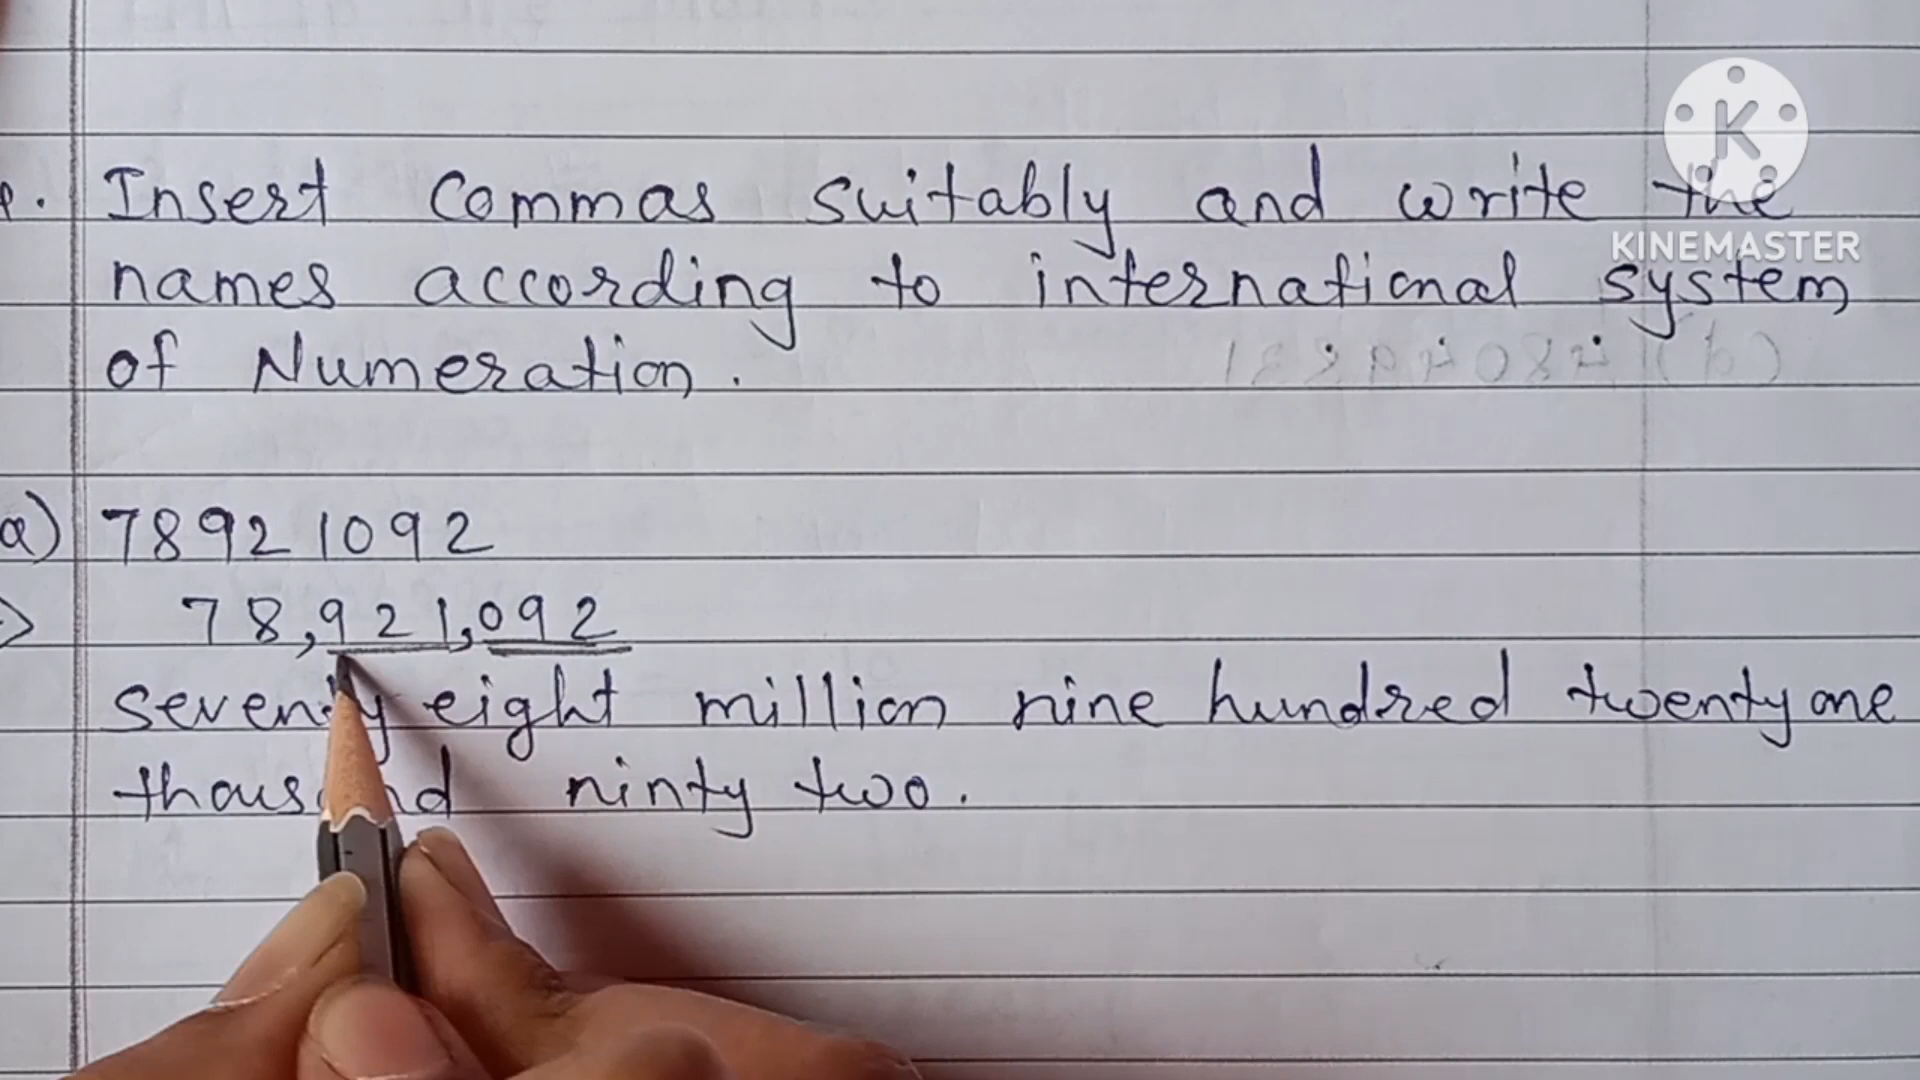 Insert commas suitably and write the
names according to international system
of Numeration.
a) 78921092
78,921,092
seventy eight million nine hundred twenty one
thousand ninty two.
K
KINEMASTER